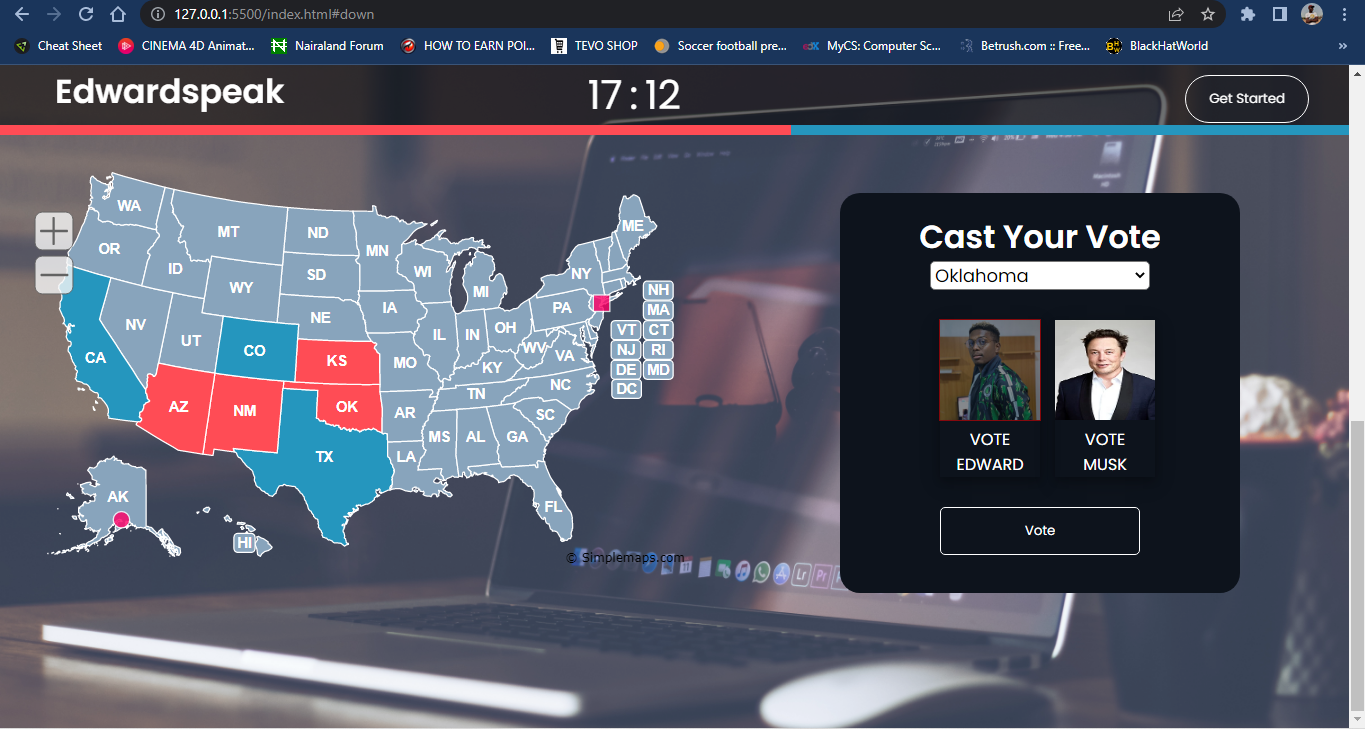 127.0.0.1:5500/index.html#down
Cheat Sheet
CINEMA 4D Animat...
Nairaland Forum
HOW TO EARN POI...
TEVO SHOP
Soccer football pre...
edX
MyCS: Computer Sc...
Betrush.com :: Free...
BlackHatWorld
»
Edwardspeak
17 : 12
Get Started
WA
OR
CA
NV
ID
MT
WY
UT
CO
AZ
NM
ND
SD
NE
KS
OK
TX
MN
IA
MO
AR
LA
WI
IL
MI
IN
OH
KY
TN
MS
AL
GA
FL
SC
NC
VA
WV
PA
NY
ME
NH
MA
VT
CT
NJ
RI
DE
MD
DC
AK
HI
© Simplemaps.com
Lr
Pr
Cast Your Vote
Oklahoma
VOTE
EDWARD
VOTE
MUSK
Vote